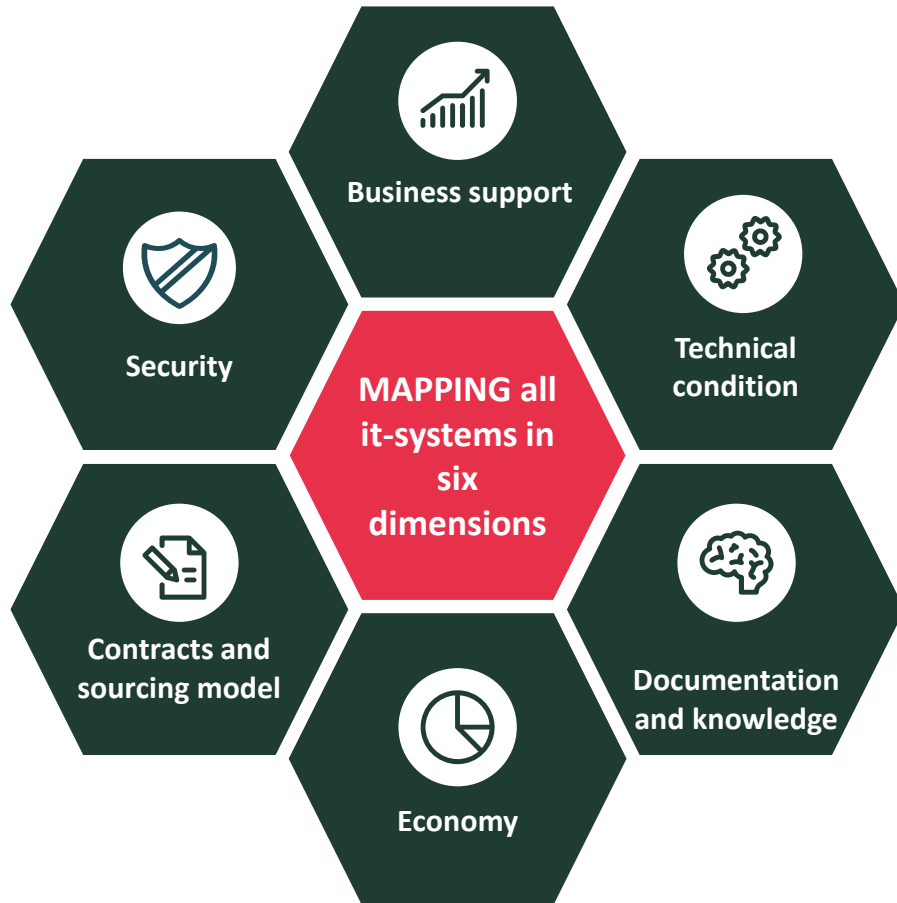 Business support
Security
Technical
condition
MAPPING all
it-systems in
six
dimensions
Contracts and
sourcing model
Documentation
and knowledge
Economy